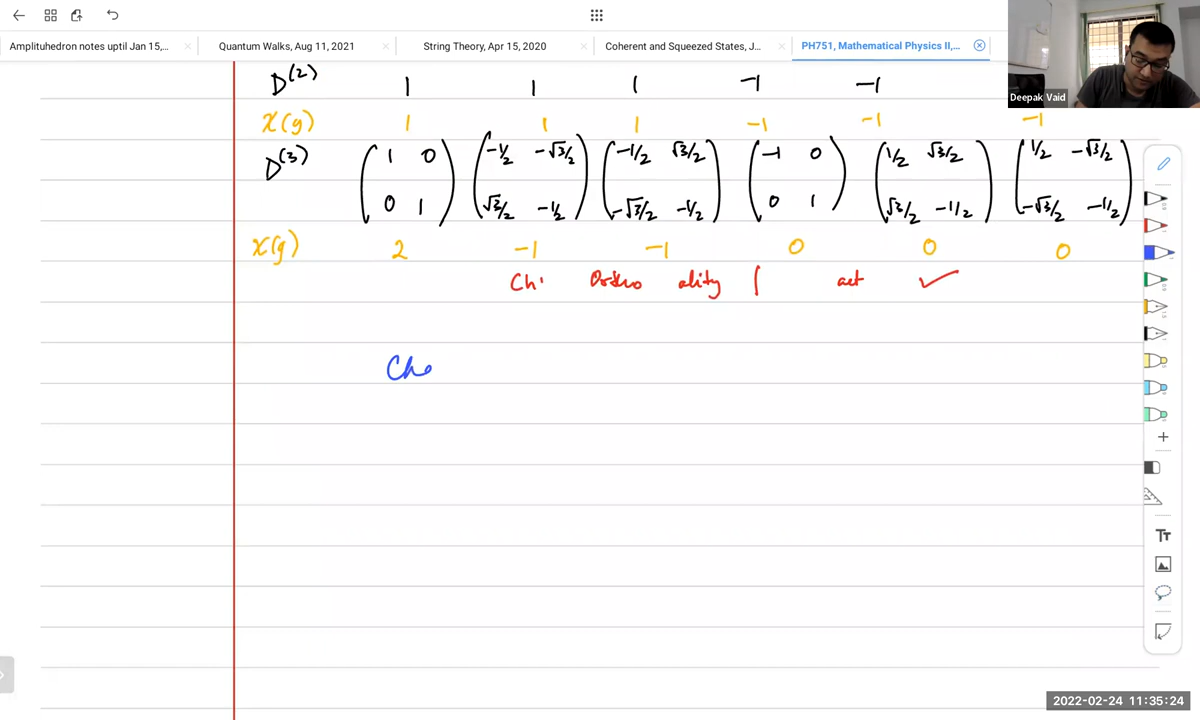 Amplituhedron notes uptil Jan 15,... Quantum Walks, Aug 11, 2021 String Theory, Apr 15, 2020 Coherent and Squeezed States, J... PH751, Mathematical Physics II,...
Deepak Vaid
D^(2) 1 1 1 -1 -1
χ(g) 1 1 1 -1 -1 -1
D^(3) (1 0 (-1/2 -√3/2 (-1/2 √3/2 (-1 0 (1/2 √3/2 (1/2 -√3/2
0 1) √3/2 -1/2) -√3/2 -1/2) 0 1) √3/2 -1/2) -√3/2 -1/2)
χ(g) 2 -1 -1 0 0 0
Ch Ortho ality act ✓
Cha
Tт
2022-02-24 11:35:24